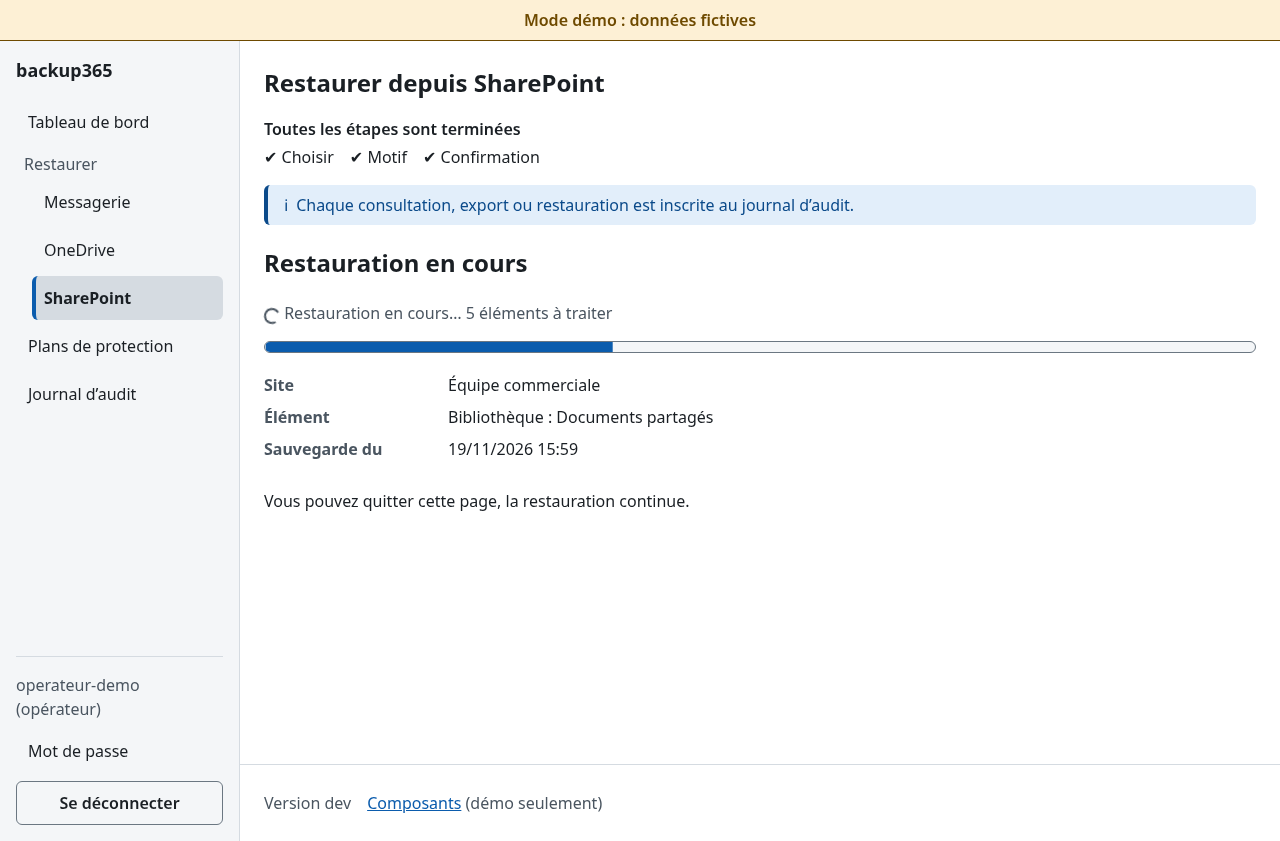 Mode démo : données fictives
backup365
Tableau de bord
Restaurer
Messagerie
OneDrive
SharePoint
Plans de protection
Journal d’audit
operateur-demo
(opérateur)
Mot de passe
Se déconnecter
Restaurer depuis SharePoint
Toutes les étapes sont terminées
✔ Choisir ✔ Motif ✔ Confirmation
i Chaque consultation, export ou restauration est inscrite au journal d’audit.
Restauration en cours
Restauration en cours… 5 éléments à traiter
Site Équipe commerciale
Élément Bibliothèque : Documents partagés
Sauvegarde du 19/11/2026 15:59
Vous pouvez quitter cette page, la restauration continue.
Version dev Composants (démo seulement)